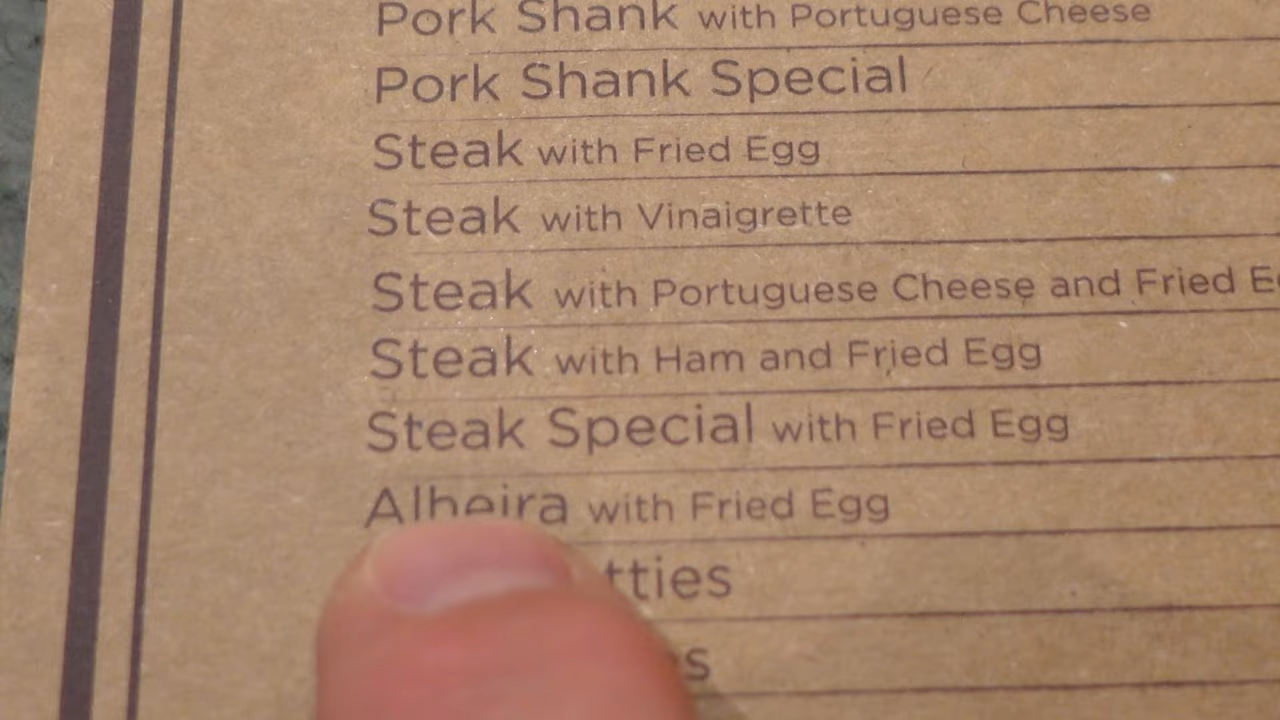 Pork Shank with Portuguese Cheese
Pork Shank Special
Steak with Fried Egg
Steak with Vinaigrette
Steak with Portuguese Cheese and Fried
Steak with Ham and Fried Egg
Steak Special with Fried Egg
Alheira with Fried Egg